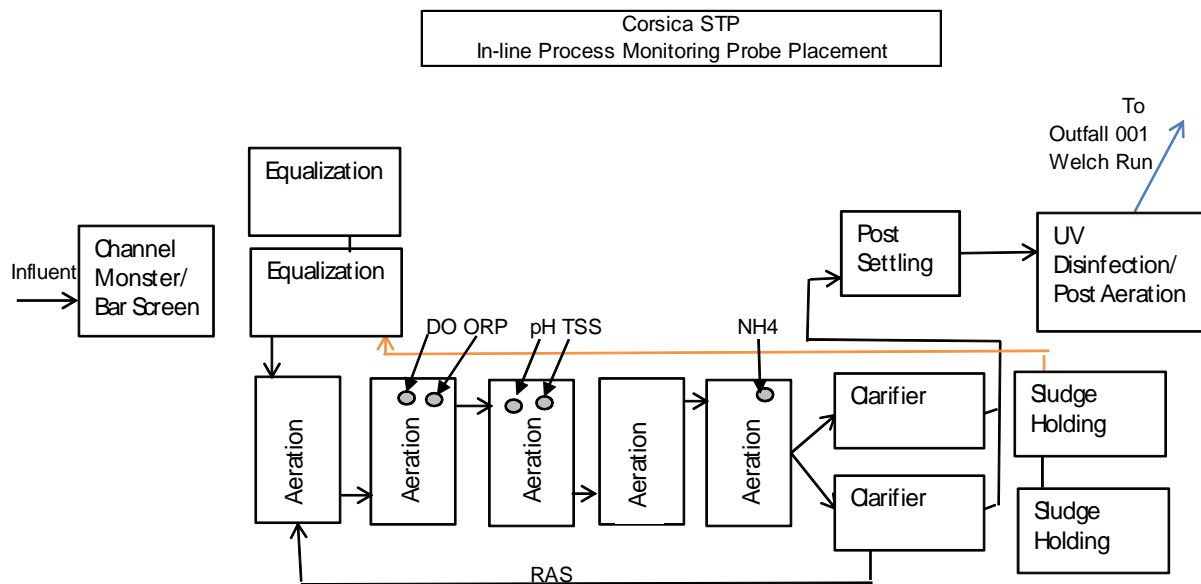 Corsica STP
In-line Process Monitoring Probe Placement
To
Outfall 001
Welch Run
Equalization
Equalization
Influent
Channel
Monster/
Bar Screen
Post
Settling
UV
Disinfection/
Post Aeration
DO ORP
pH TSS
NH4
Aeration
Aeration
Aeration
Aeration
Aeration
Clarifier
Clarifier
Sludge
Holding
Sludge
Holding
RAS